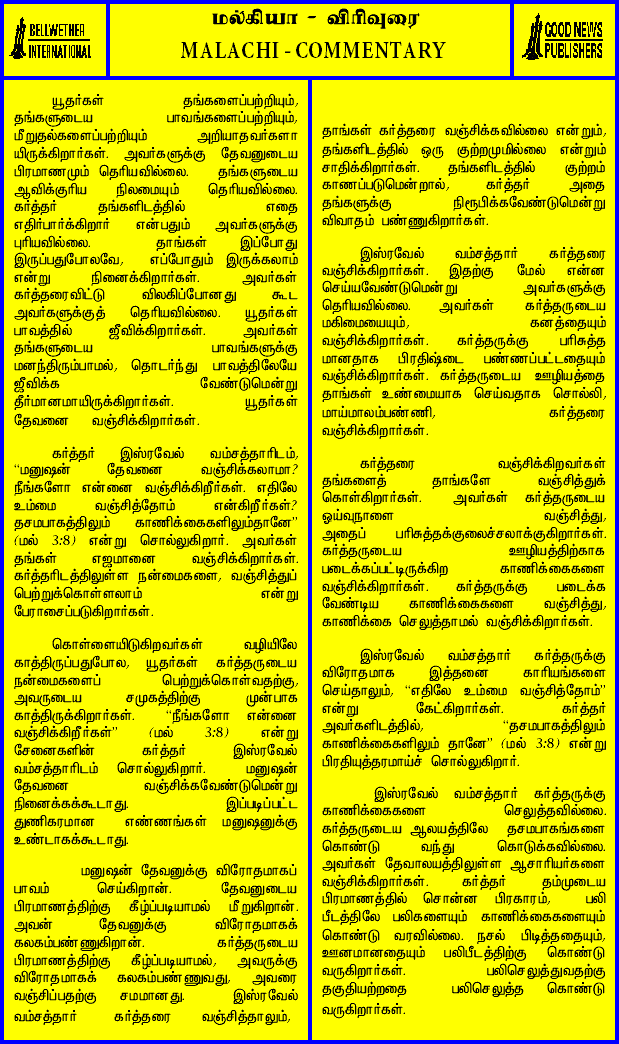 BELLWETHER
INTERNATIONAL
மல்கியா - விரிவுரை
MALACHI - COMMENTARY
GOOD NEWS
PUBLISHERS
யூதர்கள் தங்களைப்பற்றியும்,
தங்களுடைய பாவங்களைப்பற்றியும்,
மீறுதல்களைப்பற்றியும் அறியாதவர்களா
யிருக்கிறார்கள். அவர்களுக்கு தேவனுடைய
பிரமாணமும் தெரியவில்லை. தங்களுடைய
ஆவிக்குரிய நிலமையும் தெரியவில்லை.
கர்த்தர் தங்களிடத்தில் எதை
எதிர்பார்க்கிறார் என்பதும் அவர்களுக்கு
புரியவில்லை. தாங்கள் இப்போது
இருப்பதுபோலவே, எப்போதும் இருக்கலாம்
என்று நினைக்கிறார்கள். அவர்கள்
கர்த்தரைவிட்டு விலகிப்போனது கூட
அவர்களுக்குத் தெரியவில்லை. யூதர்கள்
பாவத்தில் ஜீவிக்கிறார்கள். அவர்கள்
தங்களுடைய பாவங்களுக்கு
மனந்திரும்பாமல், தொடர்ந்து பாவத்திலேயே
ஜீவிக்க வேண்டுமென்று
தீர்மானமாயிருக்கிறார்கள். யூதர்கள்
தேவனை வஞ்சிக்கிறார்கள்.
கர்த்தர் இஸ்ரவேல் வம்சத்தாரிடம்,
“மனுஷன் தேவனை வஞ்சிக்கலாமா?
நீங்களோ என்னை வஞ்சிக்கிறீர்கள். எதிலே
உம்மை வஞ்சித்தோம் என்கிறீர்கள்?
தசமபாகத்திலும் காணிக்கைகளிலும்தானே”
(மல் 3:8) என்று சொல்லுகிறார். அவர்கள்
தங்கள் எஜமானை வஞ்சிக்கிறார்கள்.
கர்த்தரிடத்திலுள்ள நன்மைகளை, வஞ்சித்துப்
பெற்றுக்கொள்ளலாம் என்று
பேராசைப்படுகிறார்கள்.
கொள்ளையிடுகிறவர்கள் வழியிலே
காத்திருப்பதுபோல, யூதர்கள் கர்த்தருடைய
நன்மைகளைப் பெற்றுக்கொள்வதற்கு,
அவருடைய சமுகத்திற்கு முன்பாக
காத்திருக்கிறார்கள். “நீங்களோ என்னை
வஞ்சிக்கிறீர்கள்” (மல் 3:8) என்று
சேனைகளின் கர்த்தர் இஸ்ரவேல்
வம்சத்தாரிடம் சொல்லுகிறார். மனுஷன்
தேவனை வஞ்சிக்கவேண்டுமென்று
நினைக்கக்கூடாது. இப்படிப்பட்ட
துணிகரமான எண்ணங்கள் மனுஷனுக்கு
உண்டாகக்கூடாது.
மனுஷன் தேவனுக்கு விரோதமாகப்
பாவம் செய்கிறான். தேவனுடைய
பிரமாணத்திற்கு கீழ்ப்படியாமல் மீறுகிறான்.
அவன் தேவனுக்கு விரோதமாகக்
கலகம்பண்ணுகிறான். கர்த்தருடைய
பிரமாணத்திற்கு கீழ்ப்படியாமல், அவருக்கு
விரோதமாகக் கலகம்பண்ணுவது, அவரை
வஞ்சிப்பதற்கு சமமானது. இஸ்ரவேல்
வம்சத்தார் கர்த்தரை வஞ்சித்தாலும்,
தாங்கள் கர்த்தரை வஞ்சிக்கவில்லை என்றும்,
தங்களிடத்தில் ஒரு குற்றமுமில்லை என்றும்
சாதிக்கிறார்கள். தங்களிடத்தில் குற்றம்
காணப்படுமென்றால், கர்த்தர் அதை
தங்களுக்கு நிரூபிக்கவேண்டுமென்று
விவாதம் பண்ணுகிறார்கள்.
இஸ்ரவேல் வம்சத்தார் கர்த்தரை
வஞ்சிக்கிறார்கள். இதற்கு மேல் என்ன
செய்யவேண்டுமென்று அவர்களுக்கு
தெரியவில்லை. அவர்கள் கர்த்தருடைய
மகிமையையும், கனத்தையும்
வஞ்சிக்கிறார்கள். கர்த்தருக்கு பரிசுத்த
மானதாக பிரதிஷ்டை பண்ணப்பட்டதையும்
வஞ்சிக்கிறார்கள். கர்த்தருடைய ஊழியத்தை
தாங்கள் உண்மையாக செய்வதாக சொல்லி,
மாய்மாலம்பண்ணி, கர்த்தரை
வஞ்சிக்கிறார்கள்.
கர்த்தரை வஞ்சிக்கிறவர்கள்
தங்களைத் தாங்களே வஞ்சித்துக்
கொள்கிறார்கள். அவர்கள் கர்த்தருடைய
ஓய்வுநாளை வஞ்சித்து,
அதைப் பரிசுத்தக்குலைச்சலாக்குகிறார்கள்.
கர்த்தருடைய ஊழியத்திற்காக
படைக்கப்பட்டிருக்கிற காணிக்கைகளை
வஞ்சிக்கிறார்கள். கர்த்தருக்கு படைக்க
வேண்டிய காணிக்கைகளை வஞ்சித்து,
காணிக்கை செலுத்தாமல் வஞ்சிக்கிறார்கள்.
இஸ்ரவேல் வம்சத்தார் கர்த்தருக்கு
விரோதமாக இத்தனை காரியங்களை
செய்தாலும், “எதிலே உம்மை வஞ்சித்தோம்”
என்று கேட்கிறார்கள். கர்த்தர்
அவர்களிடத்தில், “தசமபாகத்திலும்
காணிக்கைகளிலும் தானே” (மல் 3:8) என்று
பிரதியுத்தரமாய்ச் சொல்லுகிறார்.
இஸ்ரவேல் வம்சத்தார் கர்த்தருக்கு
காணிக்கைகளை செலுத்தவில்லை.
கர்த்தருடைய ஆலயத்திலே தசமபாகங்களை
கொண்டு வந்து கொடுக்கவில்லை.
அவர்கள் தேவாலயத்திலுள்ள ஆசாரியர்களை
வஞ்சிக்கிறார்கள். கர்த்தர் தம்முடைய
பிரமாணத்தில் சொன்ன பிரகாரம், பலி
பீடத்திலே பலிகளையும் காணிக்கைகளையும்
கொண்டு வரவில்லை. நசல் பிடித்ததையும்,
ஊனமானதையும் பலிபீடத்திற்கு கொண்டு
வருகிறார்கள். பலிசெலுத்துவதற்கு
தகுதியற்றதை பலிசெலுத்த கொண்டு
வருகிறார்கள்.